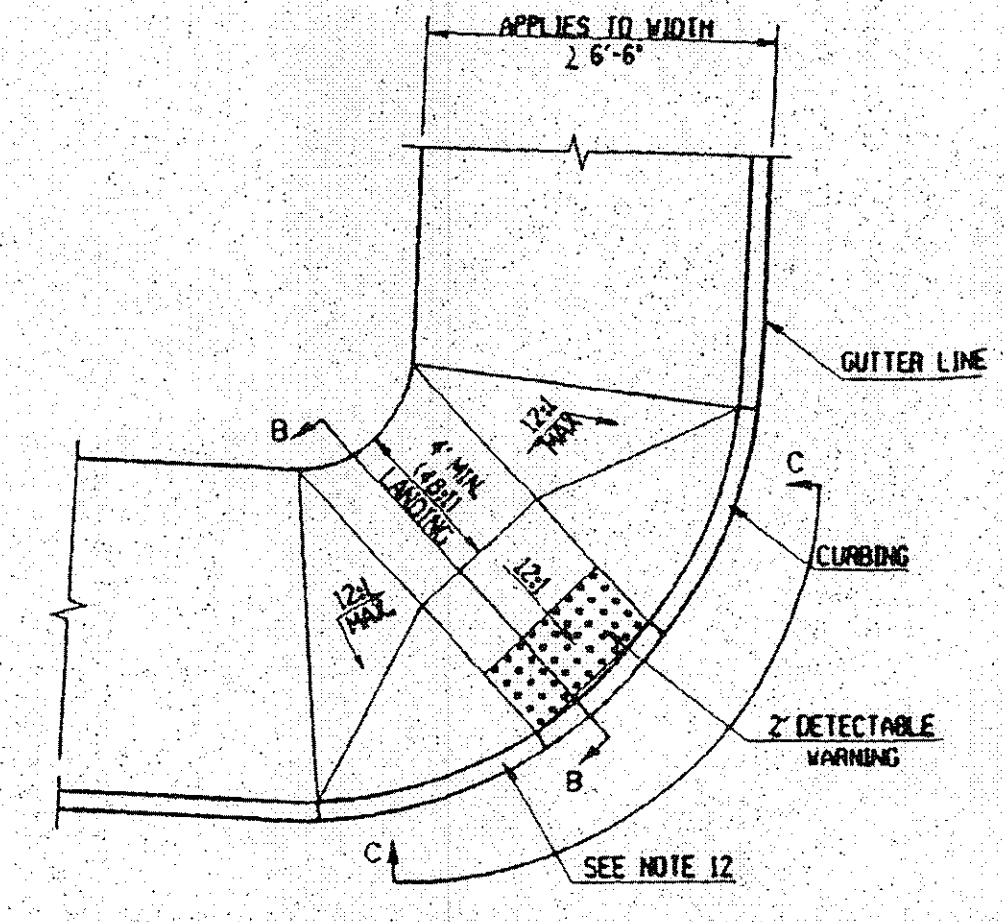 APPLIES TO WIDTH
≥ 6'-6"
GUTTER LINE
12:1
MAX
B
4' MIN.
(48:1)
LANDING
C
CURBING
12:1
12:1
MAX
2' DETECTABLE
WARNING
B
C
SEE NOTE 12